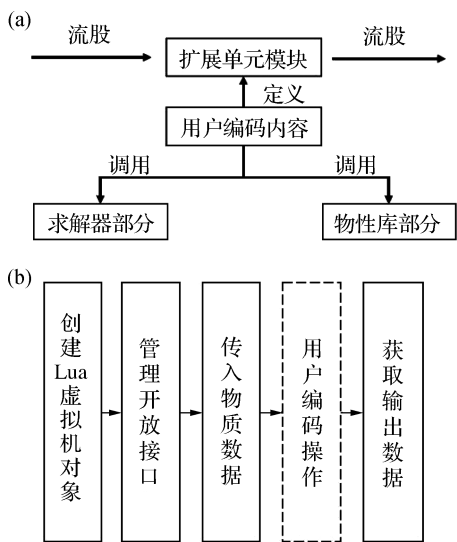 (a)
流股
扩展单元模块
流股
定义
用户编码内容
调用
调用
求解器部分
物性库部分
(b)
创建Lua虚拟机对象
管理开放接口
传入物质数据
用户编码操作
获取输出数据